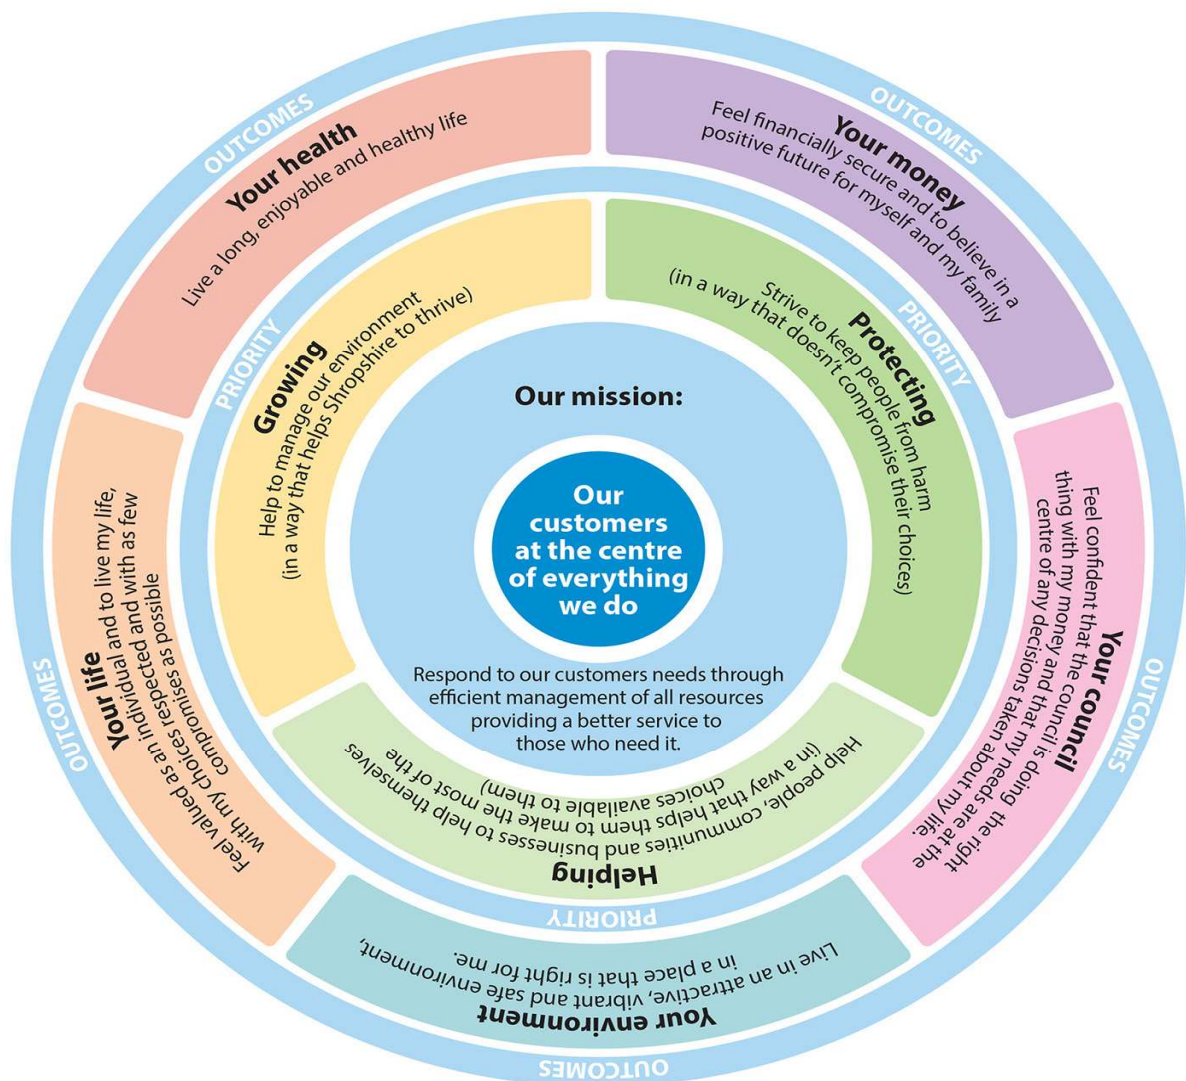 OUTCOMES
Your health
Live a long, enjoyable and healthy life
OUTCOMES
Your money
Feel financially secure and to believe in a
positive future for myself and my family
OUTCOMES
Your council
Feel confident that the council is doing the right
thing with my money and that my needs are at the
centre of any decisions taken about my life.
OUTCOMES
Your environment
Live in an attractive, vibrant and safe environment,
in a place that is right for me.
OUTCOMES
Your life
Feel valued as an individual and to live my life,
with my choices respected and with as few
compromises as possible
PRIORITY
Growing
Help to manage our environment
(in a way that helps Shropshire to thrive)
PRIORITY
Protecting
Strive to keep people from harm
(in a way that doesn't compromise their choices)
PRIORITY
Helping
Help people, communities and businesses to help themselves
(in a way that helps them to make the most of the
choices available to them)
Our mission:
Our
customers
at the centre
of everything
we do
Respond to our customers needs through
efficient management of all resources
providing a better service to
those who need it.